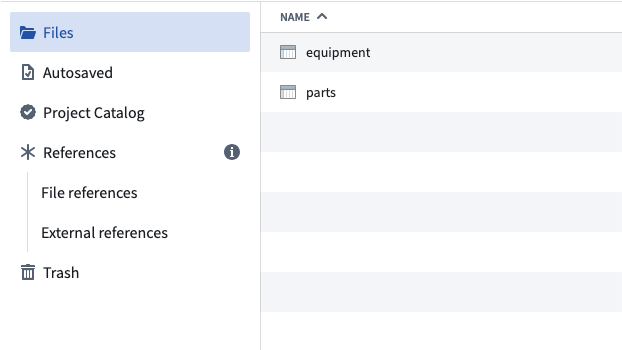 Files
Autosaved
Project Catalog
References
File references
External references
Trash
NAME
equipment
parts